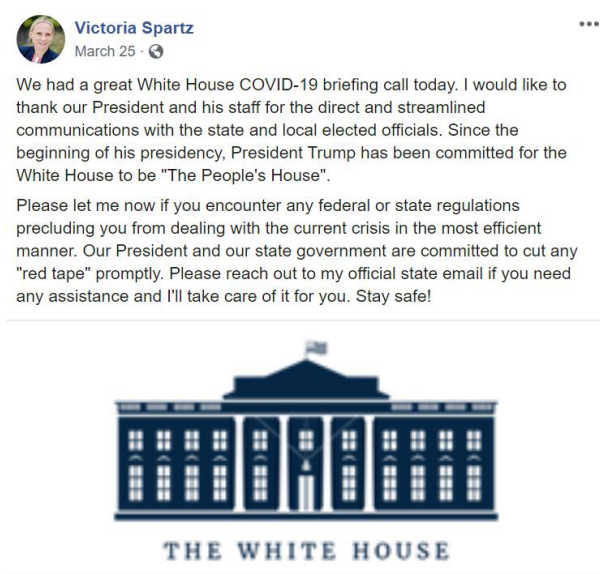 Victoria Spartz
March 25 ·
We had a great White House COVID-19 briefing call today. I would like to
thank our President and his staff for the direct and streamlined
communications with the state and local elected officials. Since the
beginning of his presidency, President Trump has been committed for the
White House to be "The People's House".
Please let me now if you encounter any federal or state regulations
precluding you from dealing with the current crisis in the most efficient
manner. Our President and our state government are committed to cut any
"red tape" promptly. Please reach out to my official state email if you need
any assistance and I'll take care of it for you. Stay safe!
THE WHITE HOUSE